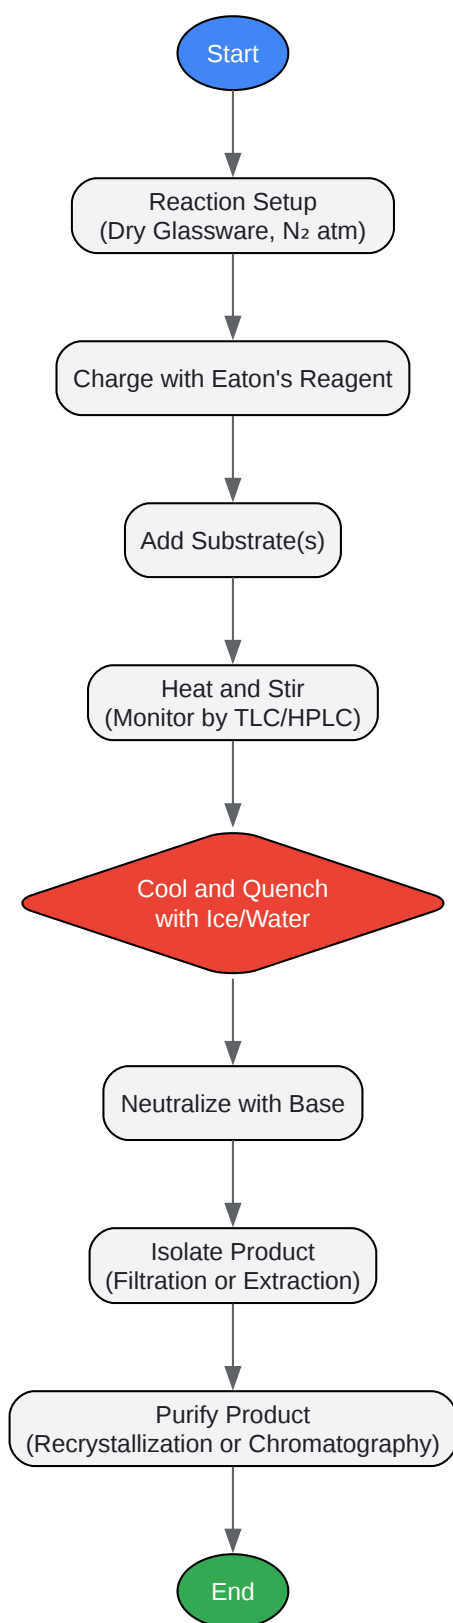 Start
Reaction Setup
(Dry Glassware, N₂ atm)
Charge with Eaton's Reagent
Add Substrate(s)
Heat and Stir
(Monitor by TLC/HPLC)
Cool and Quench
with Ice/Water
Neutralize with Base
Isolate Product
(Filtration or Extraction)
Purify Product
(Recrystallization or Chromatography)
End